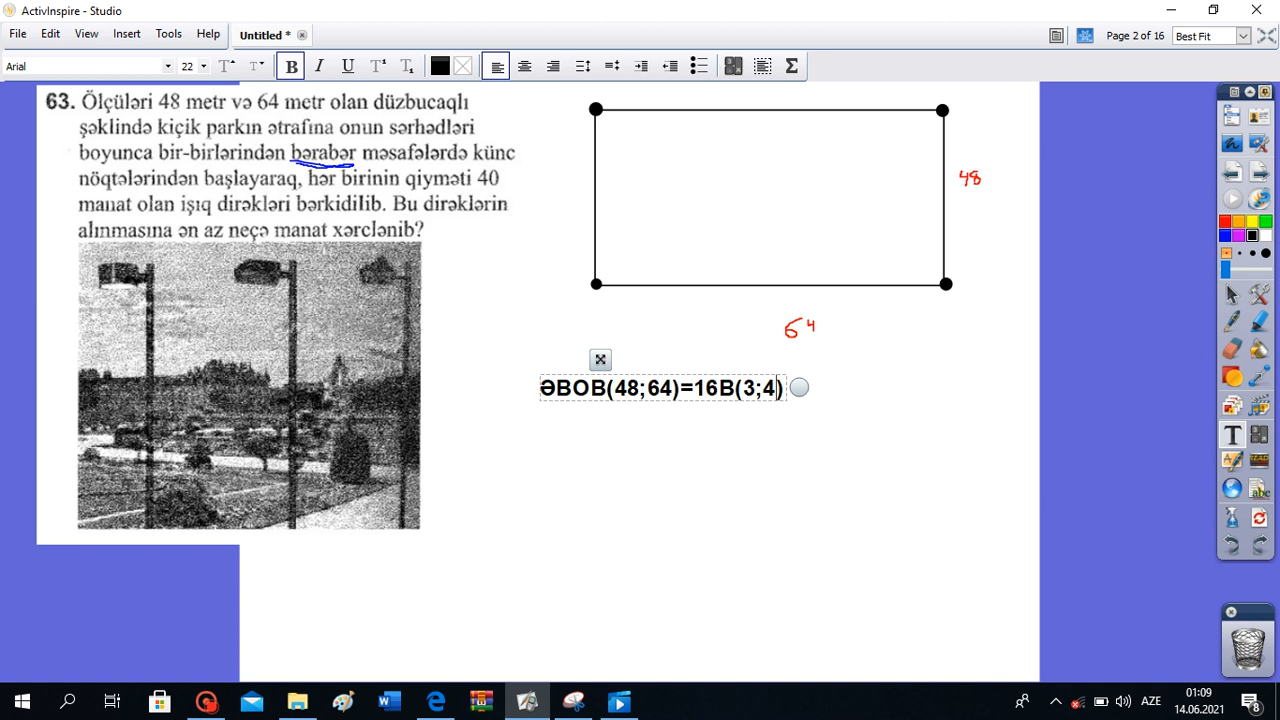 ActivInspire - Studio
File Edit View Insert Tools Help
Untitled *
Page 2 of 16
Best Fit
Arial
22
63. Ölçüləri 48 metr və 64 metr olan düzbucaqlı
şəklində kiçik parkın ətrafına onun sərhədləri
boyunca bir-birlərindən bərabər məsafələrdə künc
nöqtələrindən başlayaraq, hər birinin qiyməti 40
manat olan işıq dirəkləri bərkidilib. Bu dirəklərin
alınmasına ən az neçə manat xərclənib?
48
64
ƏBOB(48;64)=16B(3;4)
AZE
01:09
14.06.2021
8